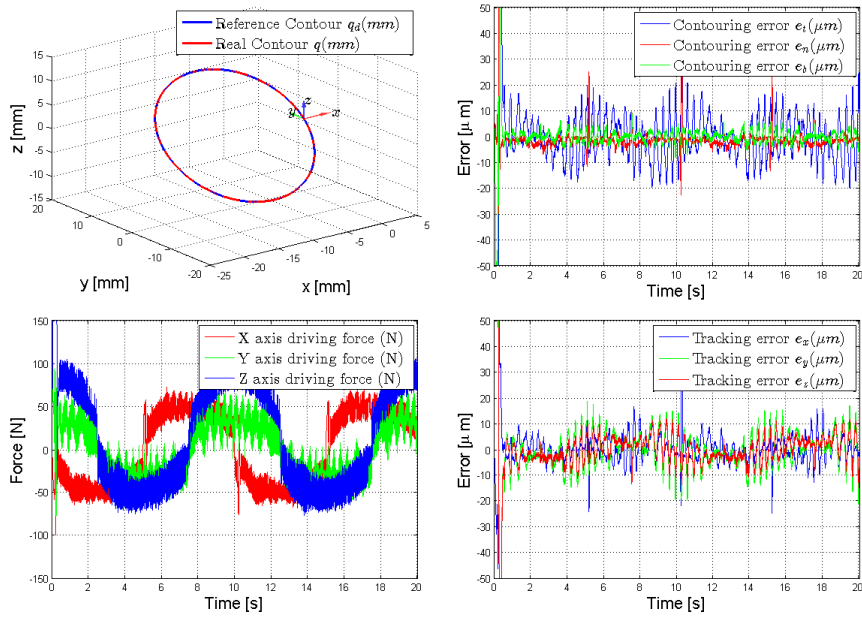 Reference Contour q_d(mm)
Real Contour q(mm)
15
10
5
0
-5
-10
-15
z [mm]
z
y
x
20
10
0
-10
-20
y [mm]
-25
-20
-15
-10
-5
0
5
x [mm]
Contouring error e_t(μm)
Contouring error e_n(μm)
Contouring error e_b(μm)
50
40
30
20
10
0
-10
-20
-30
-40
-50
Error[μ m]
0 2 4 6 8 10 12 14 16 18 20
Time [s]
X axis driving force (N)
Y axis driving force (N)
Z axis driving force (N)
150
100
50
0
-50
-100
-150
Force [N]
0 2 4 6 8 10 12 14 16 18 20
Time [s]
Tracking error e_x(μm)
Tracking error e_y(μm)
Tracking error e_z(μm)
50
40
30
20
10
0
-10
-20
-30
-40
-50
Error[μ m]
0 2 4 6 8 10 12 14 16 18 20
Time [s]